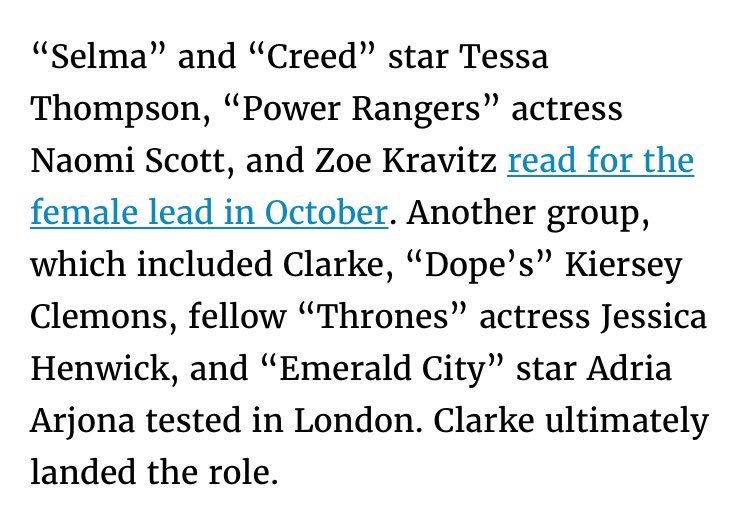 “Selma” and “Creed” star Tessa
Thompson, “Power Rangers” actress
Naomi Scott, and Zoe Kravitz read for the
female lead in October. Another group,
which included Clarke, “Dope’s” Kiersey
Clemons, fellow “Thrones” actress Jessica
Henwick, and “Emerald City” star Adria
Arjona tested in London. Clarke ultimately
landed the role.